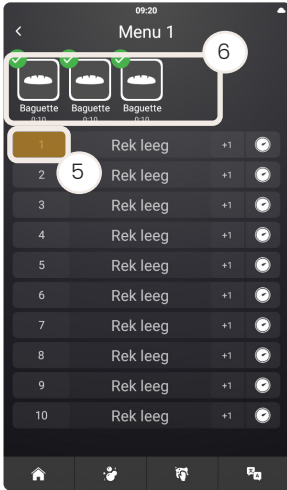 09:20
Menu 1
6
Baguette Baguette Baguette
0:10 0:10 0:10
1 Rek leeg +1
5
2 Rek leeg +1
3 Rek leeg +1
4 Rek leeg +1
5 Rek leeg +1
6 Rek leeg +1
7 Rek leeg +1
8 Rek leeg +1
9 Rek leeg +1
10 Rek leeg +1